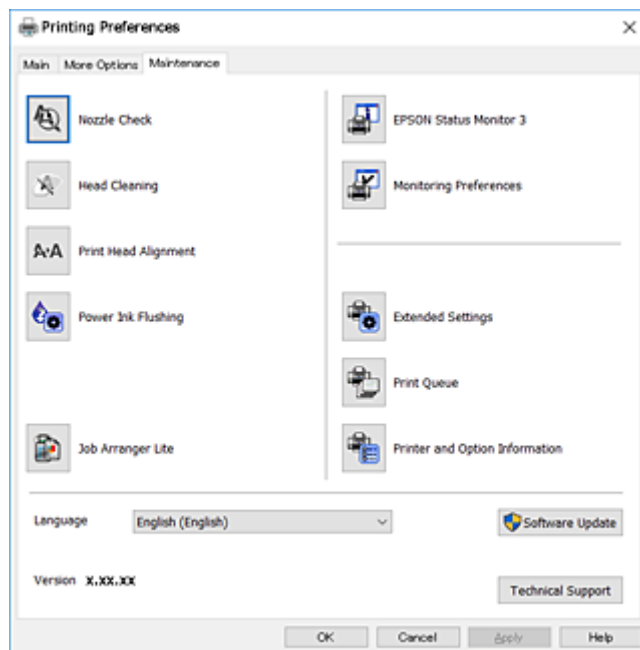 Printing Preferences
Main
More Options
Maintenance
Nozzle Check
Head Cleaning
A·A
Print Head Alignment
Power Ink Flushing
Job Arranger Lite
EPSON Status Monitor 3
Monitoring Preferences
Extended Settings
Print Queue
Printer and Option Information
Language
English (English)
Software Update
Version X.XX.XX
Technical Support
OK
Cancel
Apply
Help